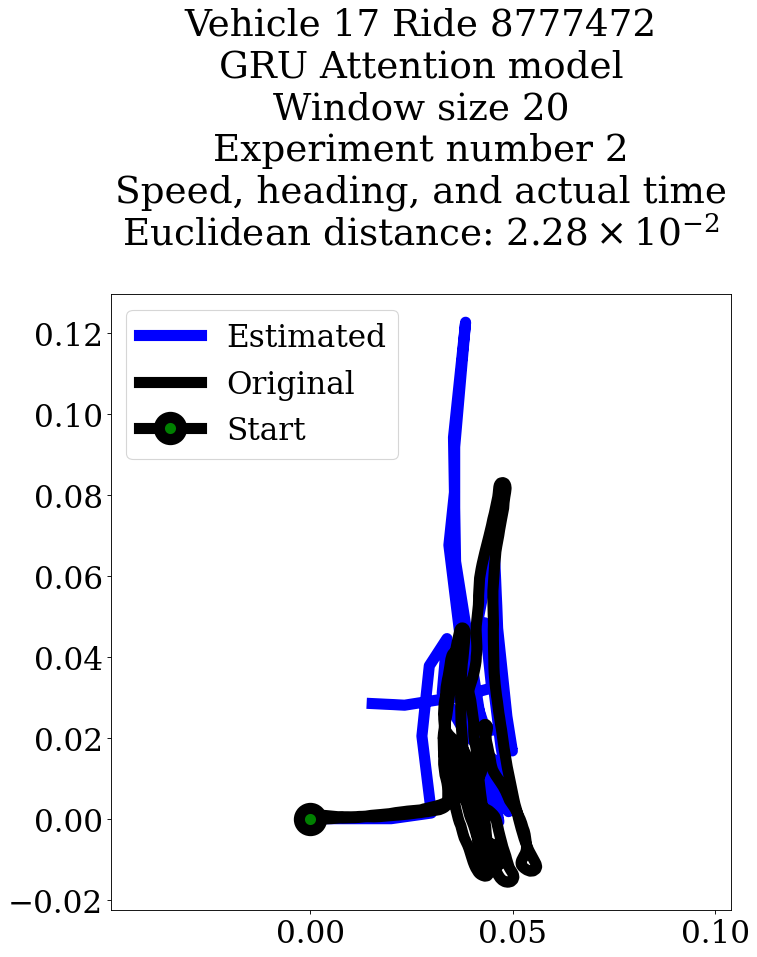 Vehicle 17 Ride 8777472
GRU Attention model
Window size 20
Experiment number 2
Speed, heading, and actual time
Euclidean distance: 2.28 × 10⁻²
Estimated
Original
Start
0.12
0.10
0.08
0.06
0.04
0.02
0.00
−0.02
0.00 0.05 0.10